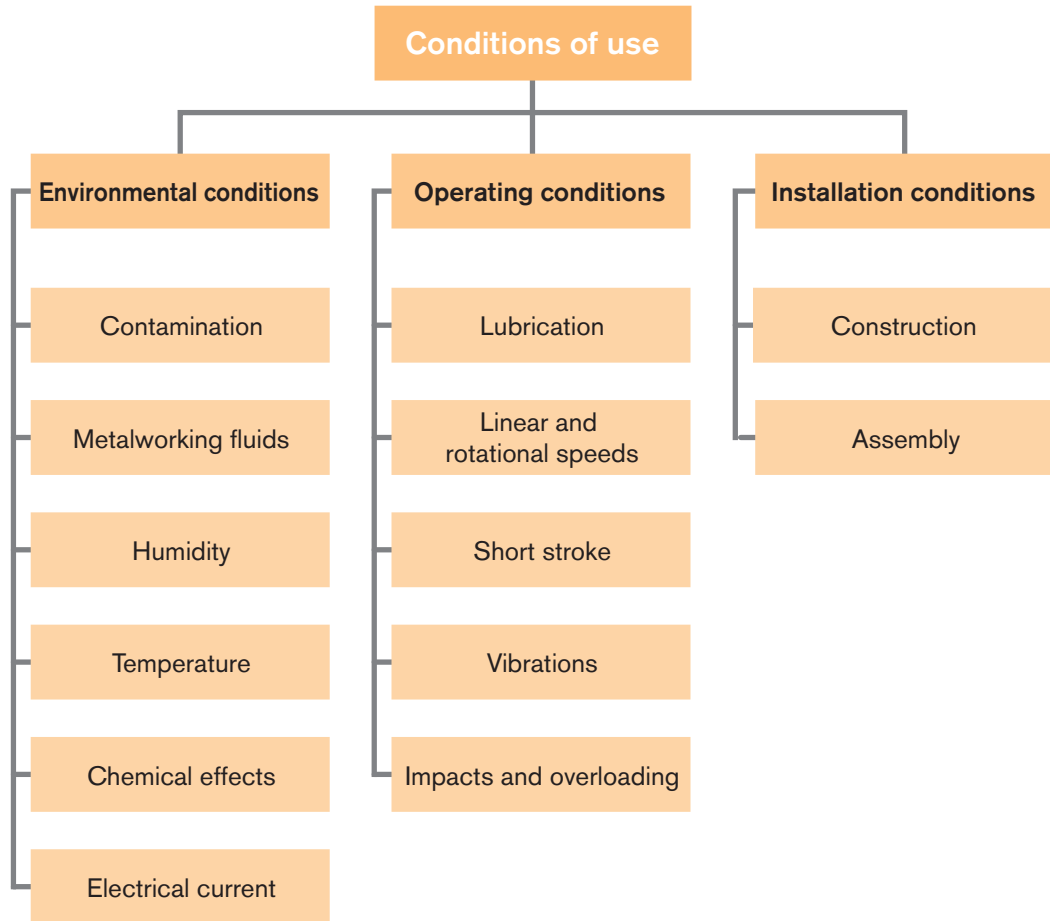 Conditions of use
Environmental conditions
Contamination
Metalworking fluids
Humidity
Temperature
Chemical effects
Electrical current
Operating conditions
Lubrication
Linear and
rotational speeds
Short stroke
Vibrations
Impacts and overloading
Installation conditions
Construction
Assembly